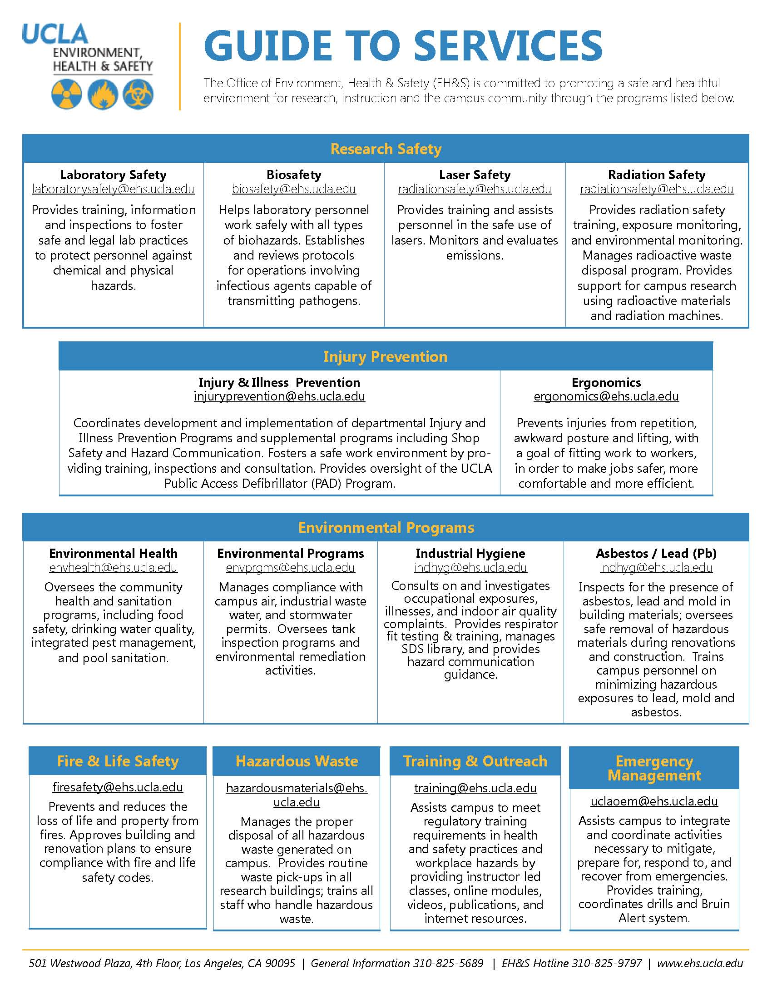 UCLA
ENVIRONMENT,
HEALTH & SAFETY
GUIDE TO SERVICES
The Office of Environment, Health & Safety (EH&S) is committed to promoting a safe and healthful
environment for research, instruction and the campus community through the programs listed below.
Research Safety
Laboratory Safety
laboratorysafety@ehs.ucla.edu
Provides training, information
and inspections to foster
safe and legal lab practices
to protect personnel against
chemical and physical
hazards.
Biosafety
biosafety@ehs.ucla.edu
Helps laboratory personnel
work safely with all types
of biohazards. Establishes
and reviews protocols
for operations involving
infectious agents capable of
transmitting pathogens.
Laser Safety
radiationsafety@ehs.ucla.edu
Provides training and assists
personnel in the safe use of
lasers. Monitors and evaluates
emissions.
Radiation Safety
radiationsafety@ehs.ucla.edu
Provides radiation safety
training, exposure monitoring,
and environmental monitoring.
Manages radioactive waste
disposal program. Provides
support for campus research
using radioactive materials
and radiation machines.
Injury Prevention
Injury & Illness Prevention
injuryprevention@ehs.ucla.edu
Coordinates development and implementation of departmental Injury and
Illness Prevention Programs and supplemental programs including Shop
Safety and Hazard Communication. Fosters a safe work environment by pro-
viding training, inspections and consultation. Provides oversight of the UCLA
Public Access Defibrillator (PAD) Program.
Ergonomics
ergonomics@ehs.ucla.edu
Prevents injuries from repetition,
awkward posture and lifting, with
a goal of fitting work to workers,
in order to make jobs safer, more
comfortable and more efficient.
Environmental Programs
Environmental Health
envhealth@ehs.ucla.edu
Oversees the community
health and sanitation
programs, including food
safety, drinking water quality,
integrated pest management,
and pool sanitation.
Environmental Programs
envprgms@ehs.ucla.edu
Manages compliance with
campus air, industrial waste
water, and stormwater
permits. Oversees tank
inspection programs and
environmental remediation
activities.
Industrial Hygiene
indhyg@ehs.ucla.edu
Consults on and investigates
occupational exposures,
illnesses, and indoor air quality
complaints. Provides respirator
fit testing & training, manages
SDS library, and provides
hazard communication
guidance.
Asbestos / Lead (Pb)
indhyg@ehs.ucla.edu
Inspects for the presence of
asbestos, lead and mold in
building materials; oversees
safe removal of hazardous
materials during renovations
and construction. Trains
campus personnel on
minimizing hazardous
exposures to lead, mold and
asbestos.
Fire & Life Safety
firesafety@ehs.ucla.edu
Prevents and reduces the
loss of life and property from
fires. Approves building and
renovation plans to ensure
compliance with fire and life
safety codes.
Hazardous Waste
hazardousmaterials@ehs.
ucla.edu
Manages the proper
disposal of all hazardous
waste generated on
campus. Provides routine
waste pick-ups in all
research buildings; trains all
staff who handle hazardous
waste.
Training & Outreach
training@ehs.ucla.edu
Assists campus to meet
regulatory training
requirements in health
and safety practices and
workplace hazards by
providing instructor-led
classes, online modules,
videos, publications, and
internet resources.
Emergency
Management
uclaoem@ehs.ucla.edu
Assists campus to integrate
and coordinate activities
necessary to mitigate,
prepare for, respond to, and
recover from emergencies.
Provides training,
coordinates drills and Bruin
Alert system.
501 Westwood Plaza, 4th Floor, Los Angeles, CA 90095 | General Information 310-825-5689 | EH&S Hotline 310-825-9797 | www.ehs.ucla.edu